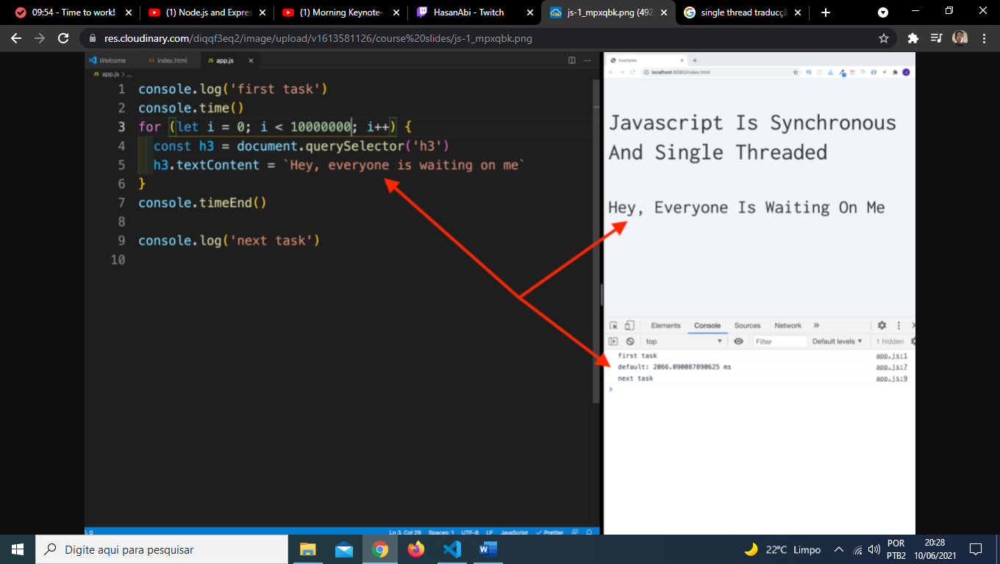 09:54 - Time to work!
(1) Node.js and Expres
(1) Morning Keynote-
HasanAbi - Twitch
js-1_mpxqbk.png (492
single thread traducçã
res.cloudinary.com/diqqf3eq2/image/upload/v1613581126/course%20slides/js-1_mpxqbk.png
Welcome
index.html
JS app.js
JS app.js > ...
1 console.log('first task')
2 console.time()
3 for (let i = 0; i < 10000000; i++) {
4 const h3 = document.querySelector('h3')
5 h3.textContent = `Hey, everyone is waiting on me`
6 }
7 console.timeEnd()
8
9 console.log('next task')
10
0
Ln 3, Col 29 Spaces: 1 UTF-8 LF JavaScript Prettier
Examples
localhost:8080/index.html
Javascript Is Synchronous
And Single Threaded
Hey, Everyone Is Waiting On Me
Elements Console Sources Network
top Filter Default levels 1 hidden
first task app.js:1
default: 2066.090087890625 ms app.js:7
next task app.js:9
Digite aqui para pesquisar
22°C Limpo
POR
PTB2
20:28
10/06/2021